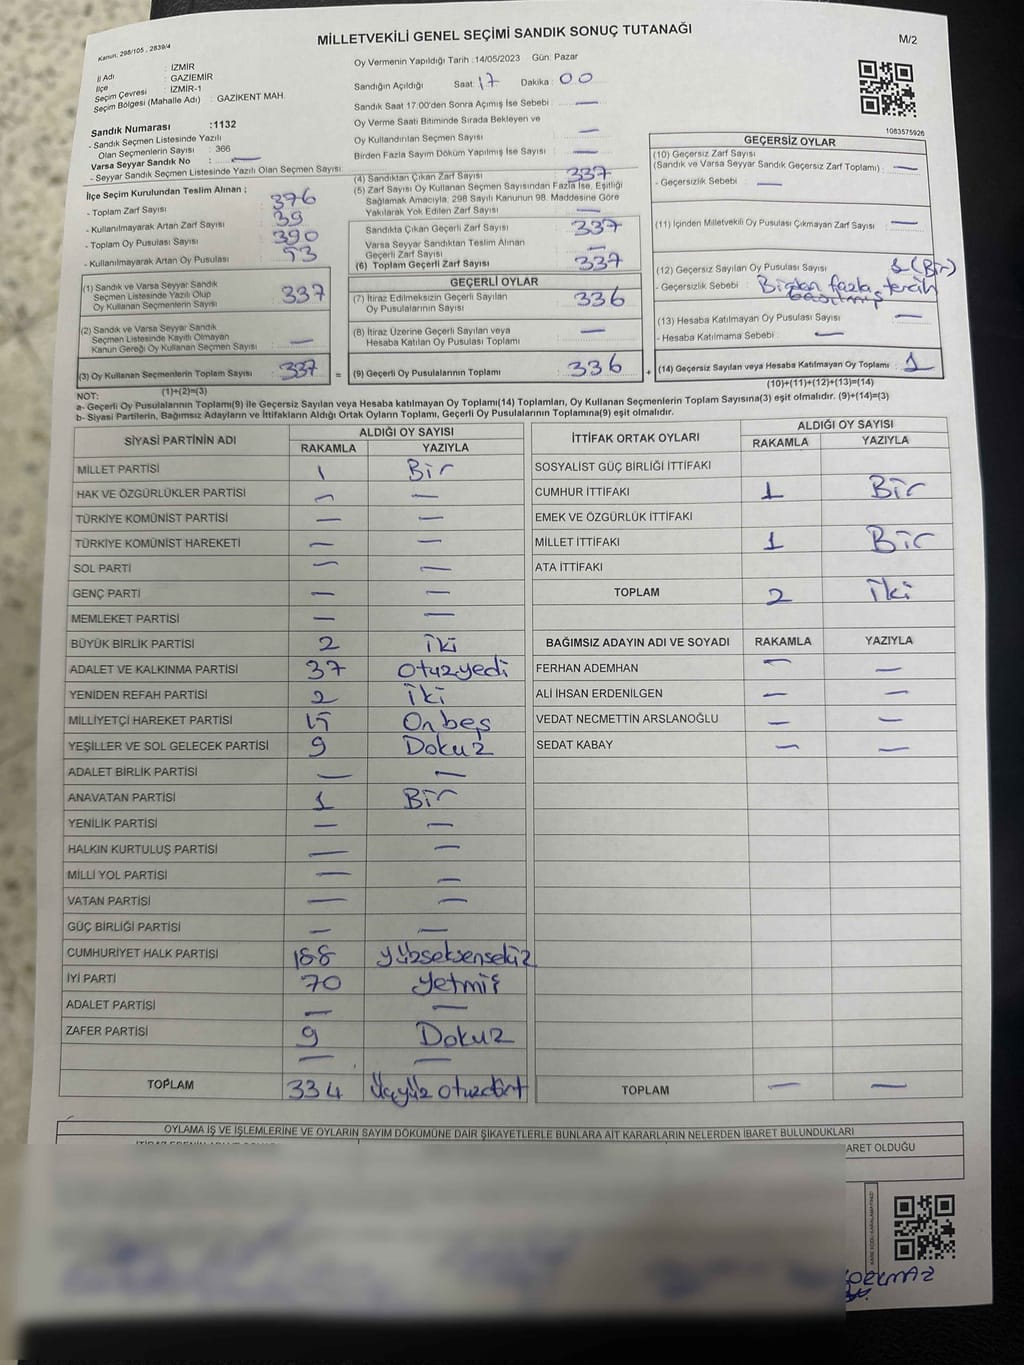 Kanun: 298/105 , 2839/4
MİLLETVEKİLİ GENEL SEÇİMİ SANDIK SONUÇ TUTANAĞI
M/2
İl Adı : İZMİR
İlçe : GAZİEMİR
Seçim Çevresi : İZMİR-1
Seçim Bölgesi (Mahalle Adı) : GAZİKENT MAH.
Oy Vermenin Yapıldığı Tarih :14/05/2023 Gün: Pazar
Sandığın Açıldığı Saat: 17 Dakika : 00
Sandık Saat 17:00'den Sonra Açımış İse Sebebi : —
Oy Verme Saati Bitiminde Sırada Bekleyen ve
Oy Kullandırılan Seçmen Sayısı : —
Birden Fazla Sayım Döküm Yapılmış İse Sayısı : —
1083575926
Sandık Numarası :1132
- Sandık Seçmen Listesinde Yazılı
Olan Seçmenlerin Sayısı : 366
Varsa Seyyar Sandık No : —
- Seyyar Sandık Seçmen Listesinde Yazılı Olan Seçmen Sayısı:
İlçe Seçim Kurulundan Teslim Alınan ;
- Toplam Zarf Sayısı : 376
- Kullanılmayarak Artan Zarf Sayısı : 39
- Toplam Oy Pusulası Sayısı : 390
- Kullanılmayarak Artan Oy Pusulası : 53
(1) Sandık ve Varsa Seyyar Sandık
Seçmen Listesinde Yazılı Olup
Oy Kullanan Seçmenlerin Sayısı : 337
(2) Sandık ve Varsa Seyyar Sandık
Seçmen Listesinde Kayıtlı Olmayan
Kanun Gereği Oy Kullanan Seçmen Sayısı : —
(3) Oy Kullanan Seçmenlerin Toplam Sayısı : 337 =
(1)+(2)=(3)
(4) Sandıktan Çıkan Zarf Sayısı : 337
(5) Zarf Sayısı Oy Kullanan Seçmen Sayısından Fazla İse, Eşitliği
Sağlamak Amacıyla, 298 Sayılı Kanunun 98. Maddesine Göre
Yakılarak Yok Edilen Zarf Sayısı : —
Sandıkta Çıkan Geçerli Zarf Sayısı : 337
Varsa Seyyar Sandıktan Teslim Alınan
Geçerli Zarf Sayısı : —
(6) Toplam Geçerli Zarf Sayısı : 337
GEÇERLİ OYLAR
(7) İtiraz Edilmeksizin Geçerli Sayılan
Oy Pusulalarının Sayısı : 336
(8) İtiraz Üzerine Geçerli Sayılan veya
Hesaba Katılan Oy Pusulası Toplamı : —
(9) Geçerli Oy Pusulalarının Toplamı : 336 +
GEÇERSİZ OYLAR
(10) Geçersiz Zarf Sayısı
(Sandık ve Varsa Seyyar Sandık Geçersiz Zarf Toplamı) : —
- Geçersizlik Sebebi : —
(11) İçinden Milletvekili Oy Pusulası Çıkmayan Zarf Sayısı : —
(12) Geçersiz Sayılan Oy Pusulası Sayısı : 1 (Bir)
- Geçersizlik Sebebi : Birden fazla tercih
basılmış
(13) Hesaba Katılmayan Oy Pusulası Sayısı : —
- Hesaba Katılmama Sebebi : —
(14) Geçersiz Sayılan veya Hesaba Katılmayan Oy Toplamı : 1
(10)+(11)+(12)+(13)=(14)
NOT:
a- Geçerli Oy Pusulalarının Toplamı(9) ile Geçersiz Sayılan veya Hesaba katılmayan Oy Toplamı(14) Toplamları, Oy Kullanan Seçmenlerin Toplam Sayısına(3) eşit olmalıdır. (9)+(14)=(3)
b- Siyasi Partilerin, Bağımsız Adayların ve İttifakların Aldığı Ortak Oyların Toplamı, Geçerli Oy Pusulalarının Toplamına(9) eşit olmalıdır.
SİYASİ PARTİNİN ADI ALDIĞI OY SAYISI
RAKAMLA YAZIYLA
MİLLET PARTİSİ 1 Bir
HAK VE ÖZGÜRLÜKLER PARTİSİ — —
TÜRKİYE KOMÜNİST PARTİSİ — —
TÜRKİYE KOMÜNİST HAREKETİ — —
SOL PARTİ — —
GENÇ PARTİ — —
MEMLEKET PARTİSİ — —
BÜYÜK BİRLİK PARTİSİ 2 iki
ADALET VE KALKINMA PARTİSİ 37 otuzyedi
YENİDEN REFAH PARTİSİ 2 iki
MİLLİYETÇİ HAREKET PARTİSİ 15 Onbeş
YEŞİLLER VE SOL GELECEK PARTİSİ 9 Dokuz
ADALET BİRLİK PARTİSİ — —
ANAVATAN PARTİSİ 1 Bir
YENİLİK PARTİSİ — —
HALKIN KURTULUŞ PARTİSİ — —
MİLLİ YOL PARTİSİ — —
VATAN PARTİSİ — —
GÜÇ BİRLİĞİ PARTİSİ — —
CUMHURİYET HALK PARTİSİ 188 yüzseksensekiz
İYİ PARTİ 70 yetmiş
ADALET PARTİSİ — —
ZAFER PARTİSİ 9 Dokuz
— —
TOPLAM 334 üçyüz otuzdört
İTTİFAK ORTAK OYLARI ALDIĞI OY SAYISI
RAKAMLA YAZIYLA
SOSYALİST GÜÇ BİRLİĞİ İTTİFAKI
CUMHUR İTTİFAKI 1 Bir
EMEK VE ÖZGÜRLÜK İTTİFAKI
MİLLET İTTİFAKI 1 Bir
ATA İTTİFAKI
TOPLAM 2 iki
BAĞIMSIZ ADAYIN ADI VE SOYADI RAKAMLA YAZIYLA
FERHAN ADEMHAN — —
ALİ İHSAN ERDENİLGEN — —
VEDAT NECMETTİN ARSLANOĞLU — —
SEDAT KABAY — —
TOPLAM — —
OYLAMA İŞ VE İŞLEMLERİNE VE OYLARIN SAYIM DÖKÜMÜNE DAİR ŞİKAYETLERLE BUNLARA AİT KARARLARIN NELERDEN İBARET BULUNDUKLARI
ARET OLDUĞU